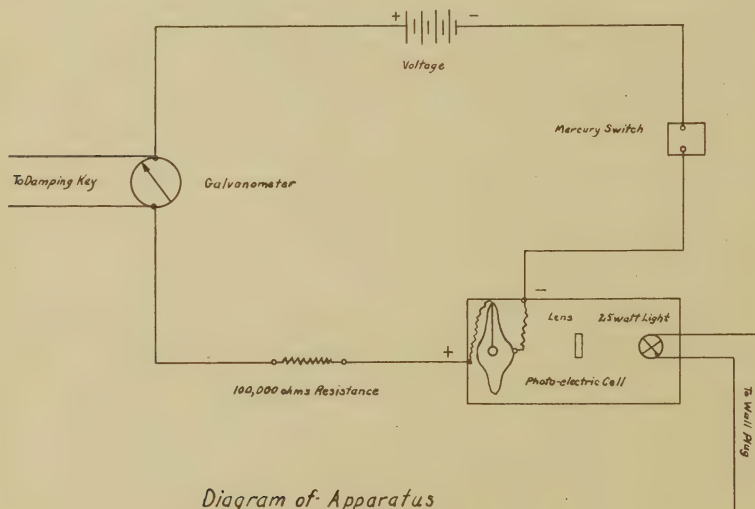 + -
Voltage
Mercury Switch
To Damping Key
Galvanometer
-
Lens 25 watt Light
+
Photo-electric Cell
100,000 ohms Resistance
To Wall Plug
Diagram of Apparatus